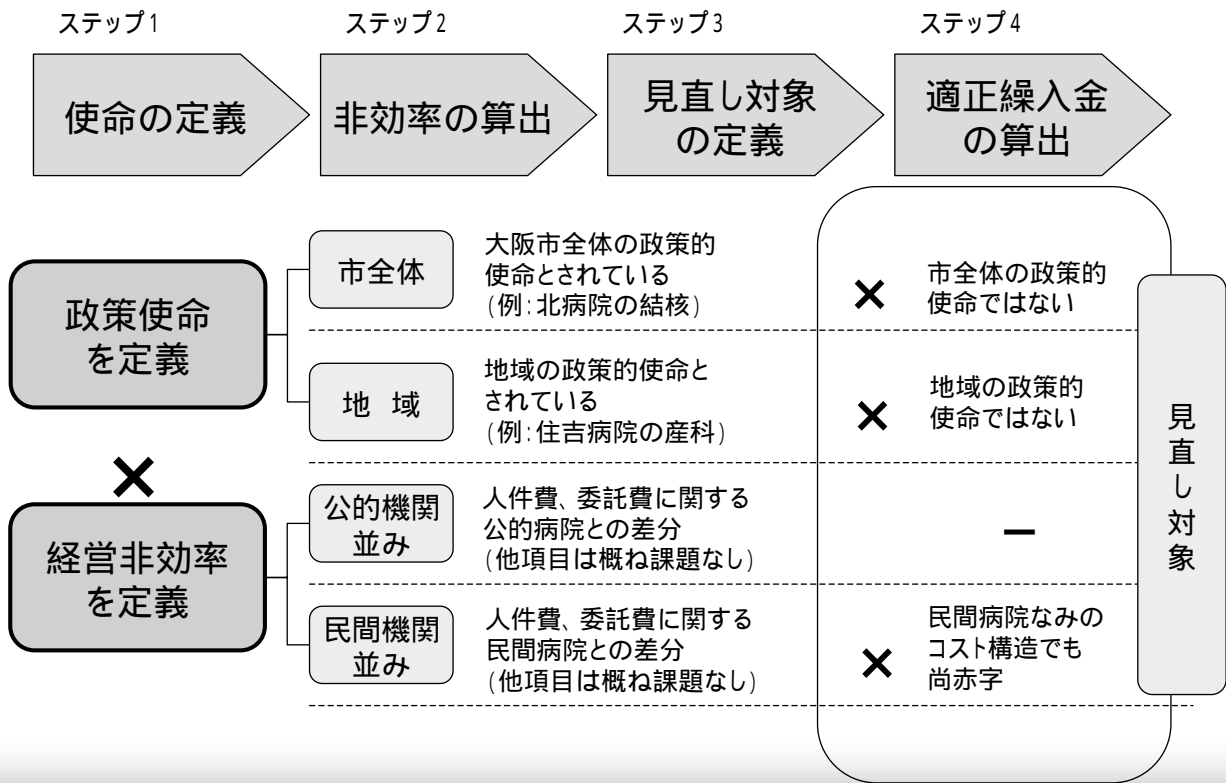 ステップ1
ステップ2
ステップ3
ステップ4
使命の定義
非効率の算出
見直し対象
の定義
適正繰入金
の算出
政策使命
を定義
×
経営非効率
を定義
市全体
大阪市全体の政策的
使命とされている
(例:北病院の結核)
×
市全体の政策的
使命ではない
地 域
地域の政策的使命と
されている
(例:住吉病院の産科)
×
地域の政策的
使命ではない
公的機関
並み
人件費、委託費に関する
公的病院との差分
(他項目は概ね課題なし)
－
民間機関
並み
人件費、委託費に関する
民間病院との差分
(他項目は概ね課題なし)
×
民間病院なみの
コスト構造でも
尚赤字
見直し対象